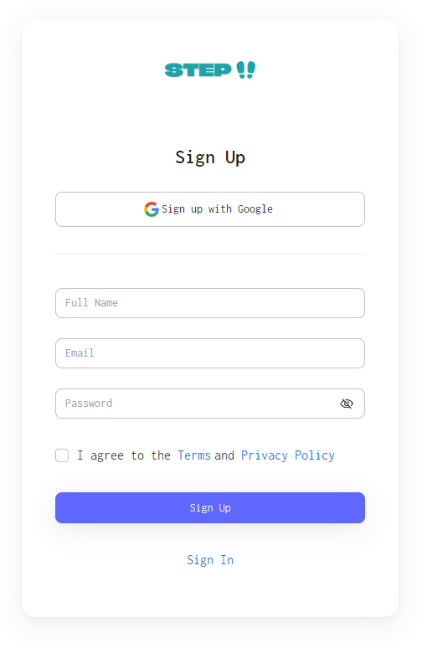 STEP !!
Sign Up
Sign up with Google
Full Name
Email
Password
I agree to the Terms and Privacy Policy
Sign Up
Sign In